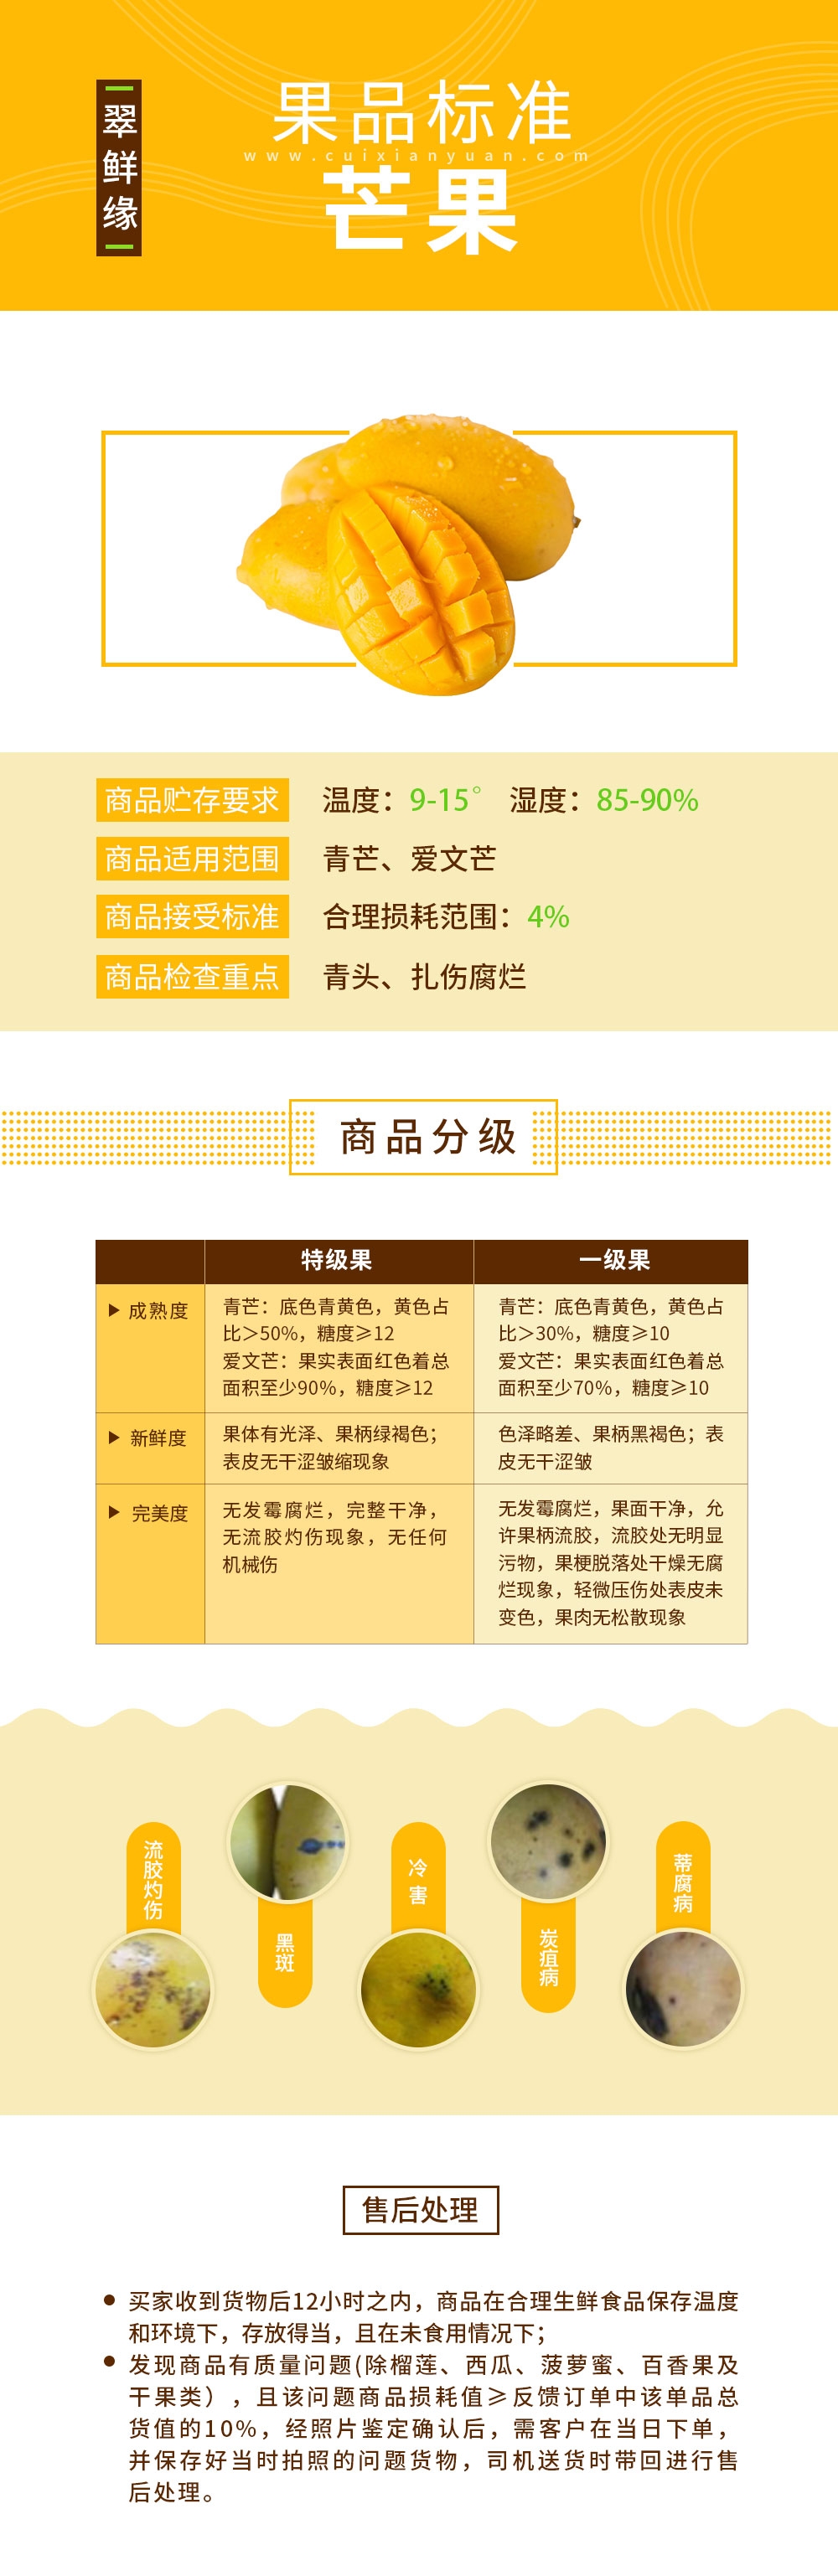 翠鲜缘
果品标准
www.cuixianyuan.com
芒果
商品贮存要求 温度：9-15° 湿度：85-90%
商品适用范围 青芒、爱文芒
商品接受标准 合理损耗范围：4%
商品检查重点 青头、扎伤腐烂
商品分级
特级果 一级果
成熟度
青芒：底色青黄色，黄色占
比＞50%，糖度≥12
爱文芒：果实表面红色着总
面积至少90%，糖度≥12
青芒：底色青黄色，黄色占
比＞30%，糖度≥10
爱文芒：果实表面红色着总
面积至少70%，糖度≥10
新鲜度
果体有光泽、果柄绿褐色；
表皮无干涩皱缩现象
色泽略差、果柄黑褐色；表
皮无干涩皱
完美度
无发霉腐烂，完整干净，
无流胶灼伤现象，无任何
机械伤
无发霉腐烂，果面干净，允
许果柄流胶，流胶处无明显
污物，果梗脱落处干燥无腐
烂现象，轻微压伤处表皮未
变色，果肉无松散现象
流胶灼伤
黑斑
冷害
炭疽病
蒂腐病
售后处理
● 买家收到货物后12小时之内，商品在合理生鲜食品保存温度
和环境下，存放得当，且在未食用情况下；
● 发现商品有质量问题(除榴莲、西瓜、菠萝蜜、百香果及
干果类），且该问题商品损耗值≥反馈订单中该单品总
货值的10%，经照片鉴定确认后，需客户在当日下单，
并保存好当时拍照的问题货物，司机送货时带回进行售
后处理。